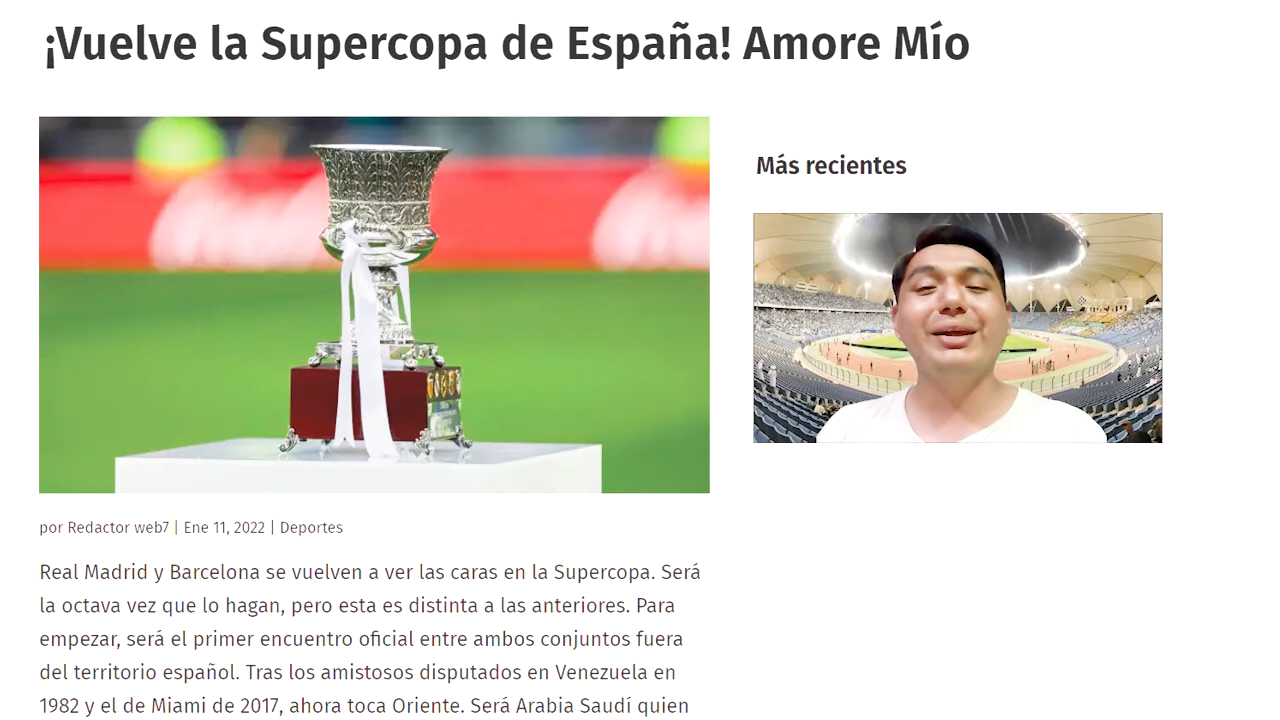 ¡Vuelve la Supercopa de España! Amore Mío
Más recientes
por Redactor web7 | Ene 11, 2022 | Deportes
Real Madrid y Barcelona se vuelven a ver las caras en la Supercopa. Será
la octava vez que lo hagan, pero esta es distinta a las anteriores. Para
empezar, será el primer encuentro oficial entre ambos conjuntos fuera
del territorio español. Tras los amistosos disputados en Venezuela en
1982 y el de Miami de 2017, ahora toca Oriente. Será Arabia Saudí quien